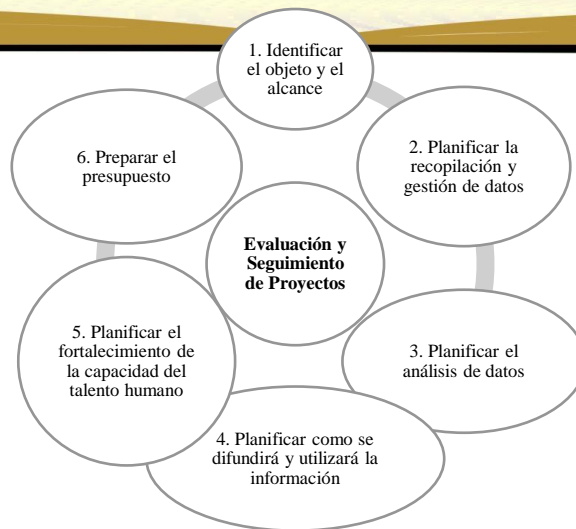 1. Identificar
el objeto y el
alcance
2. Planificar la
recopilación y
gestión de datos
3. Planificar el
análisis de datos
4. Planificar como se
difundirá y utilizará la
información
5. Planificar el
fortalecimiento de
la capacidad del
talento humano
6. Preparar el
presupuesto
Evaluación y
Seguimiento
de Proyectos